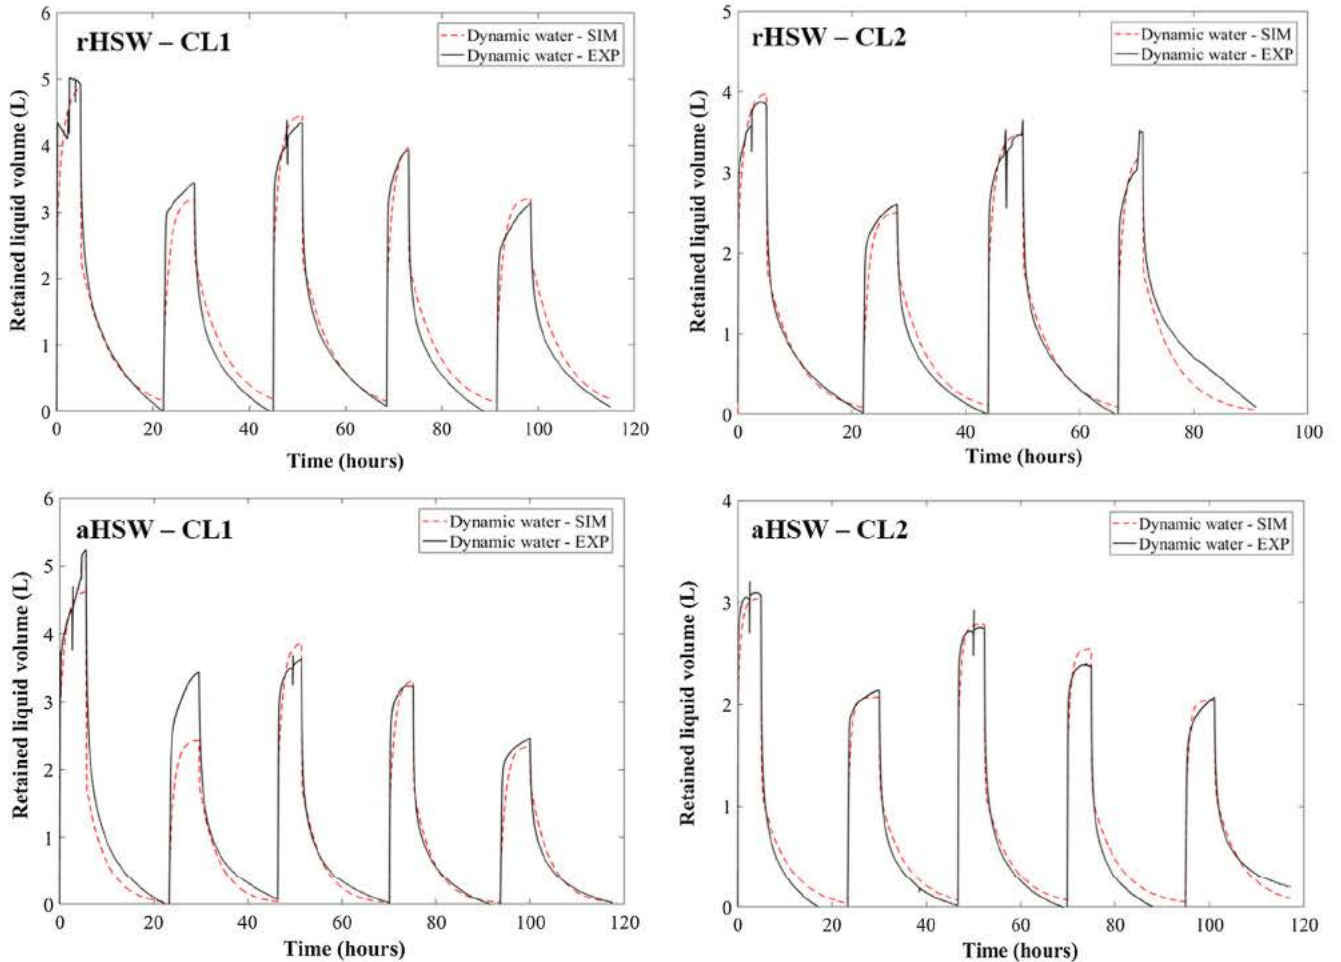 rHSW – CL1
Dynamic water - SIM
Dynamic water - EXP
Retained liquid volume (L)
6
5
4
3
2
1
0
0 20 40 60 80 100 120
Time (hours)
rHSW – CL2
Dynamic water - SIM
Dynamic water - EXP
Retained liquid volume (L)
5
4
3
2
1
0
0 20 40 60 80 100
Time (hours)
aHSW – CL1
Dynamic water - SIM
Dynamic water - EXP
Retained liquid volume (L)
6
5
4
3
2
1
0
0 20 40 60 80 100 120
Time (hours)
aHSW – CL2
Dynamic water - SIM
Dynamic water - EXP
Retained liquid volume (L)
4
3
2
1
0
0 20 40 60 80 100 120
Time (hours)